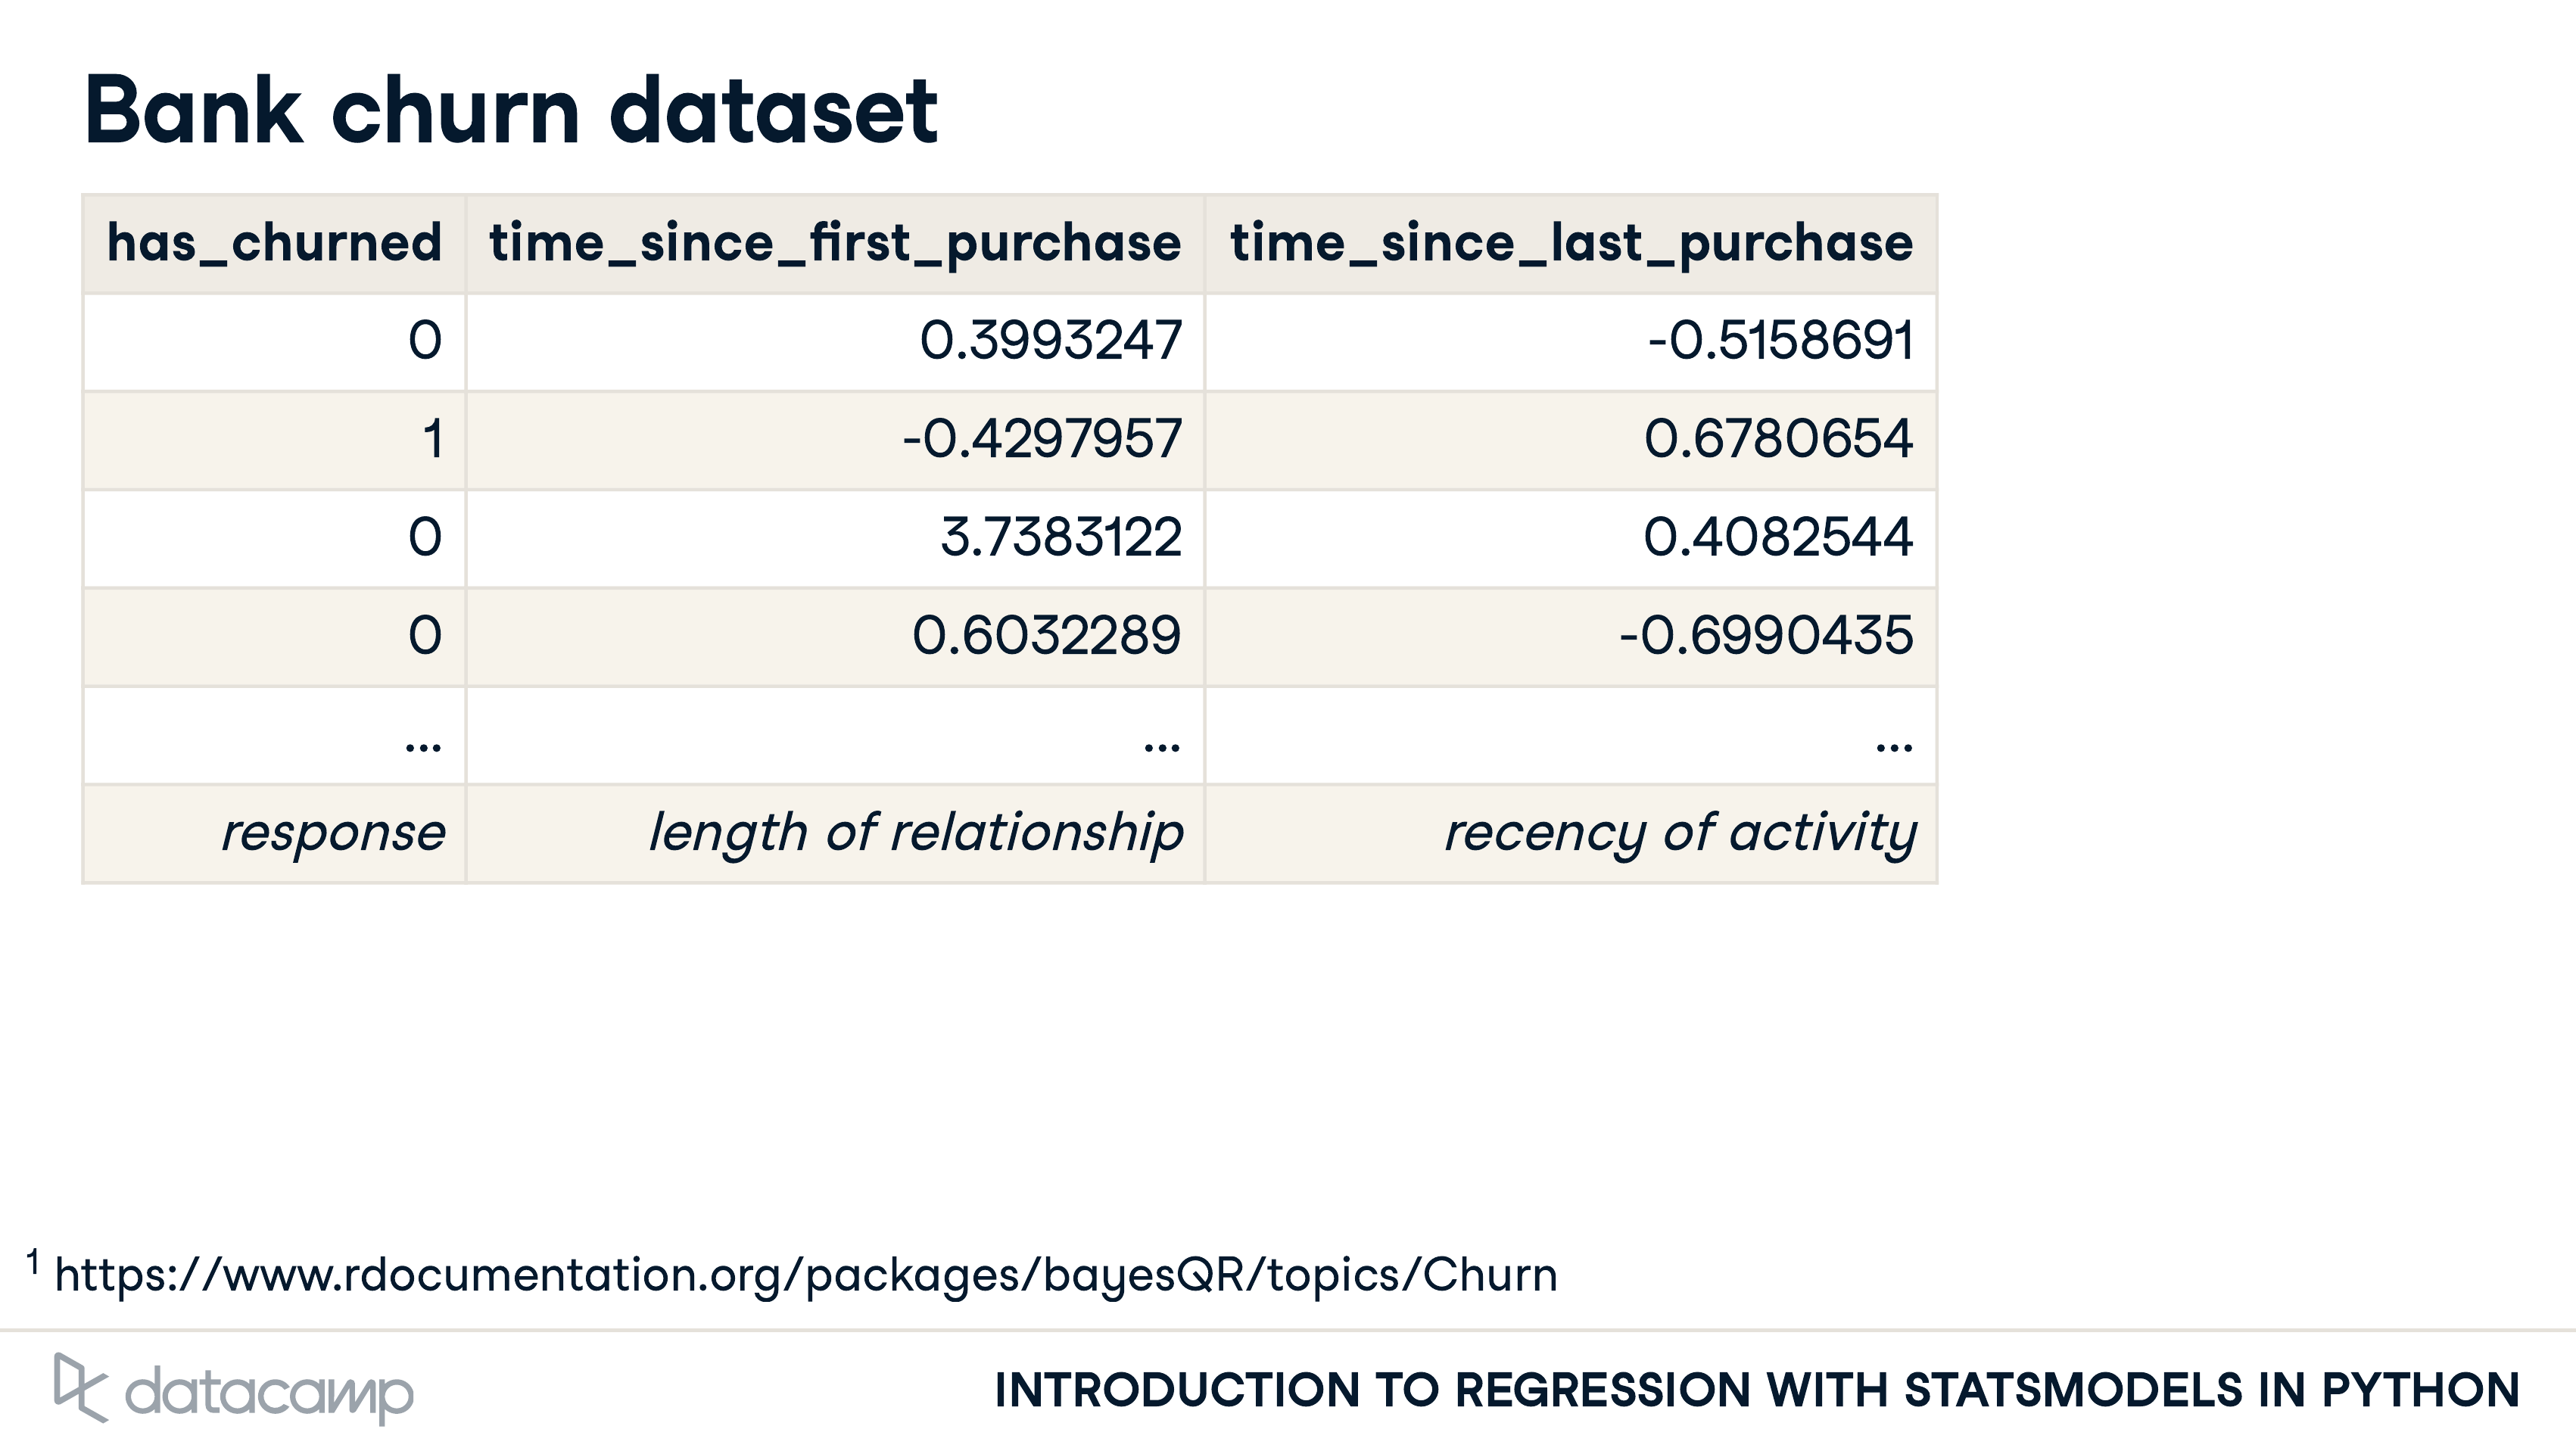 Bank churn dataset
has_churned time_since_first_purchase time_since_last_purchase
0 0.3993247 -0.5158691
1 -0.4297957 0.6780654
0 3.7383122 0.4082544
0 0.6032289 -0.6990435
... ... ...
response length of relationship recency of activity
1 https://www.rdocumentation.org/packages/bayesQR/topics/Churn
datacamp INTRODUCTION TO REGRESSION WITH STATSMODELS IN PYTHON